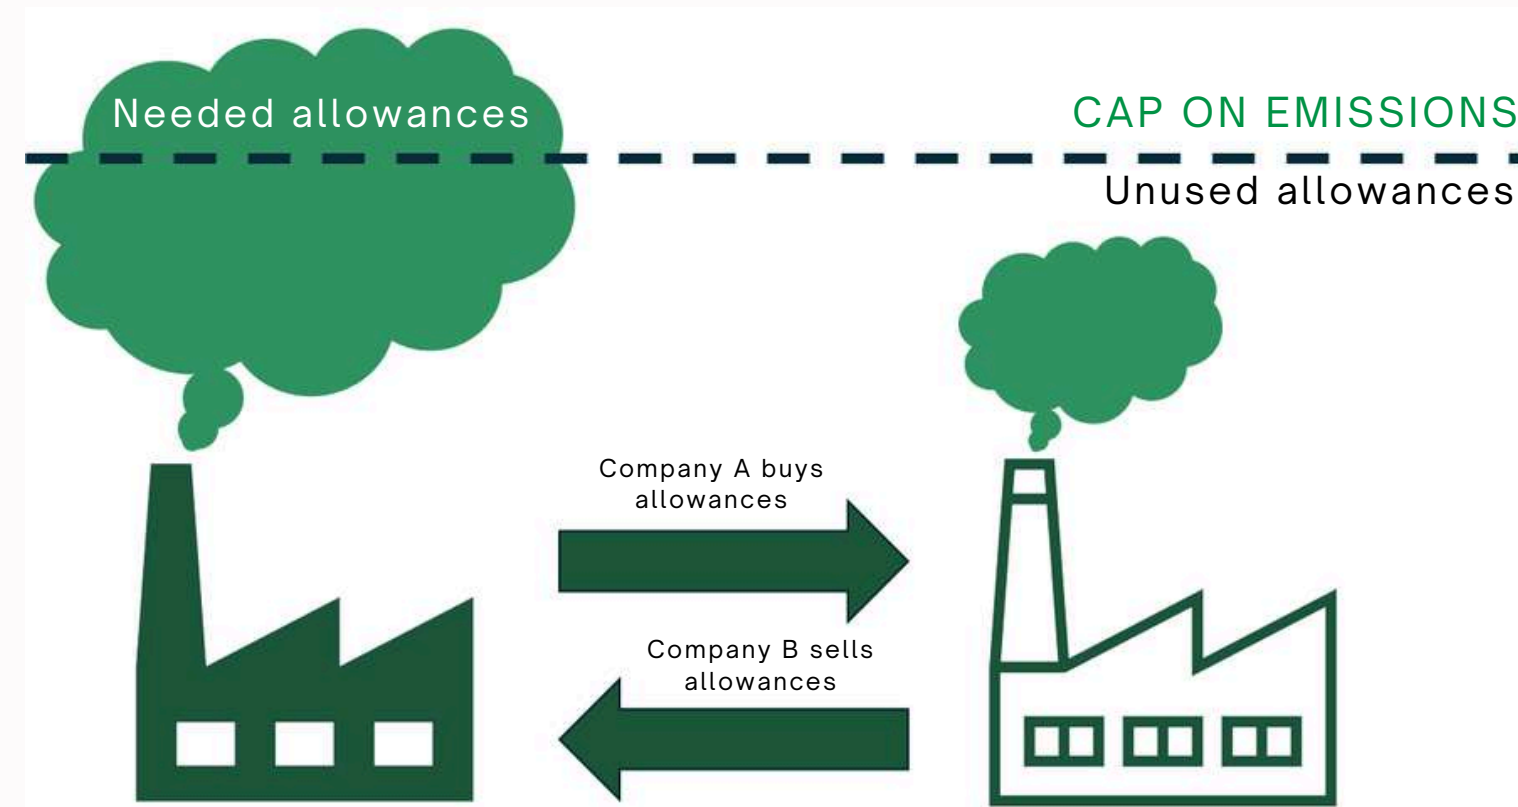 Needed allowances
CAP ON EMISSIONS
Unused allowances
Company A buys
allowances
Company B sells
allowances